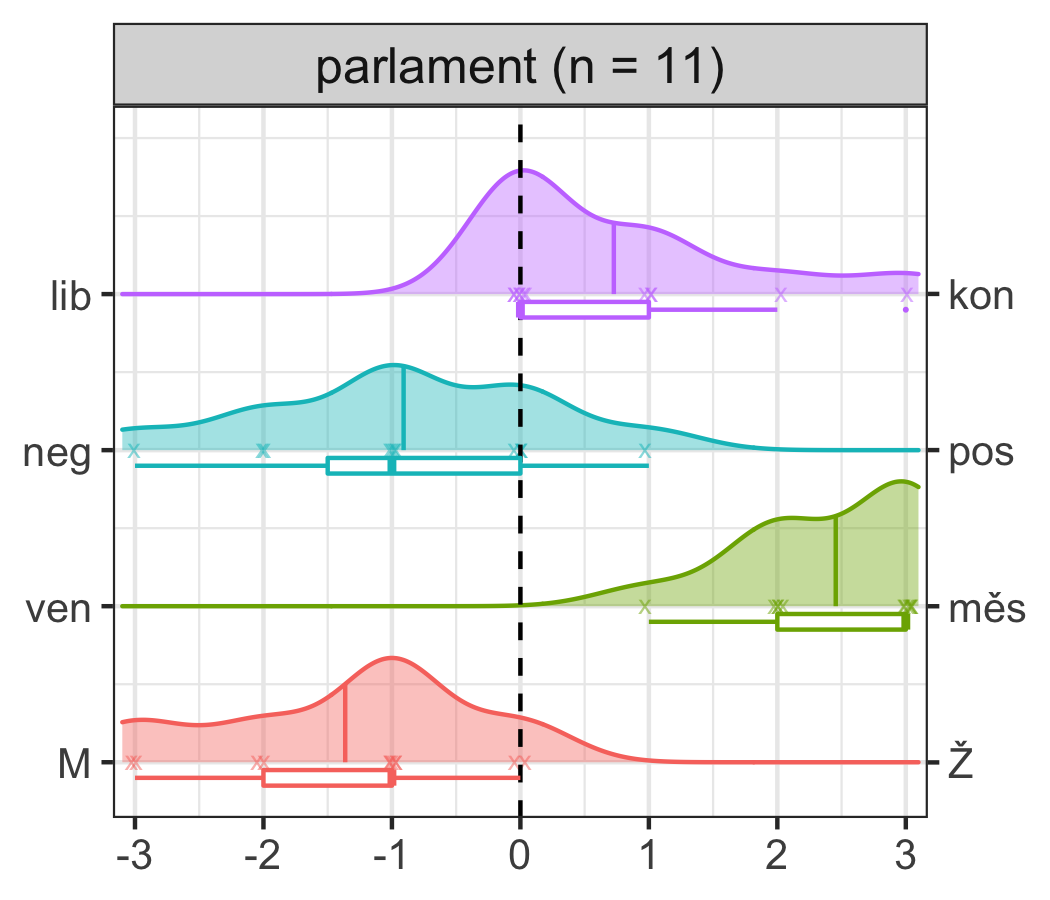 parlament (n = 11)
lib kon
neg pos
ven měs
M Ž
-3 -2 -1 0 1 2 3